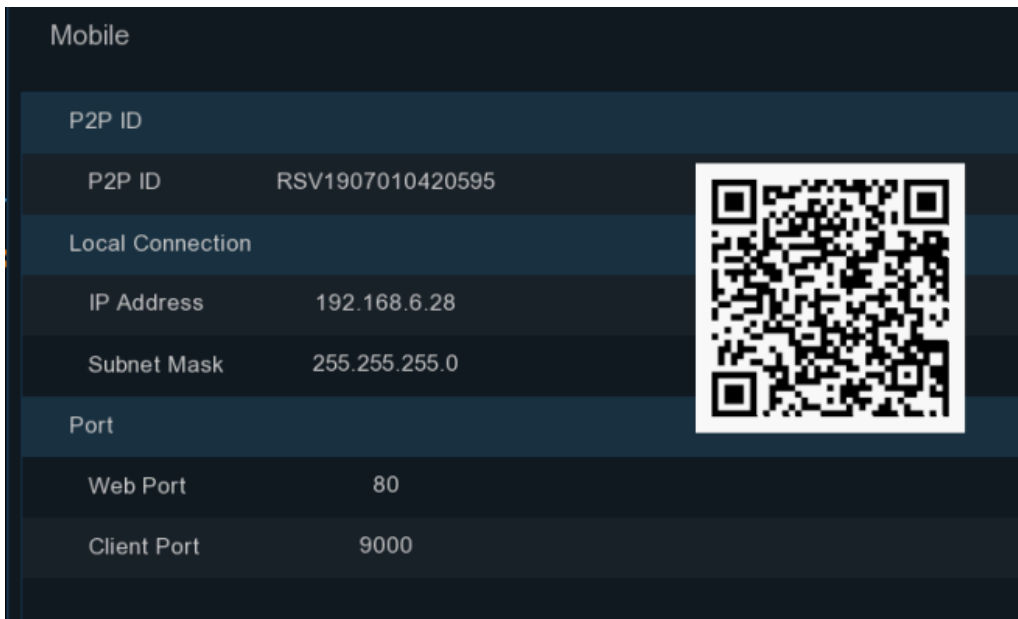 Mobile
P2P ID
P2P ID RSV1907010420595
Local Connection
IP Address 192.168.6.28
Subnet Mask 255.255.255.0
Port
Web Port 80
Client Port 9000